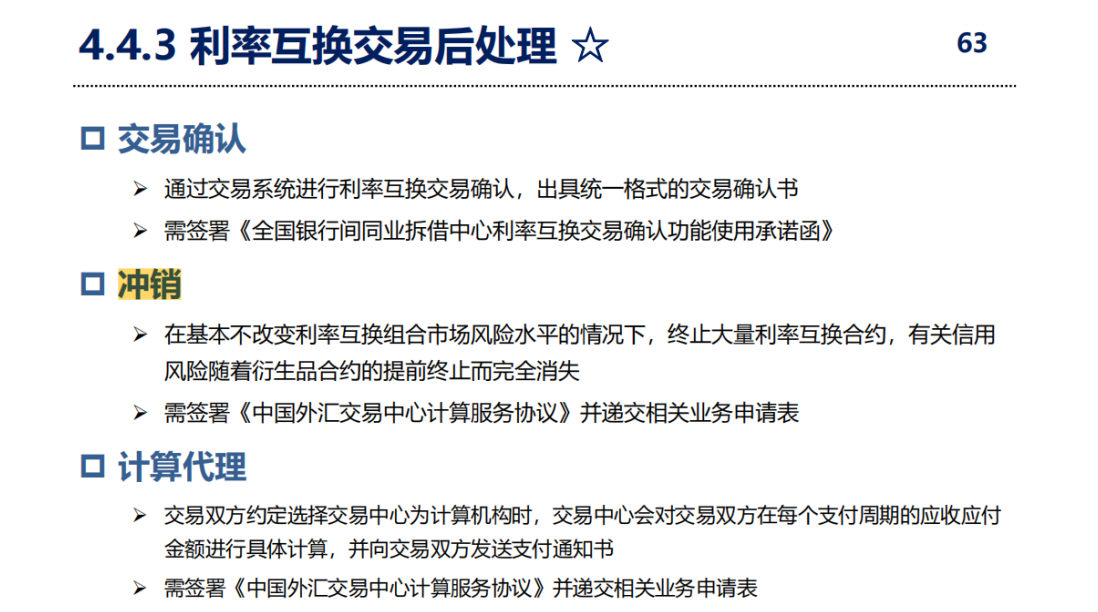 4.4.3 利率互换交易后处理 ☆
63
交易确认
通过交易系统进行利率互换交易确认，出具统一格式的交易确认书
需签署《全国银行间同业拆借中心利率互换交易确认功能使用承诺函》
冲销
在基本不改变利率互换组合市场风险水平的情况下，终止大量利率互换合约，有关信用
风险随着衍生品合约的提前终止而完全消失
需签署《中国外汇交易中心计算服务协议》并递交相关业务申请表
计算代理
交易双方约定选择交易中心为计算机构时，交易中心会对交易双方在每个支付周期的应收应付
金额进行具体计算，并向交易双方发送支付通知书
需签署《中国外汇交易中心计算服务协议》并递交相关业务申请表